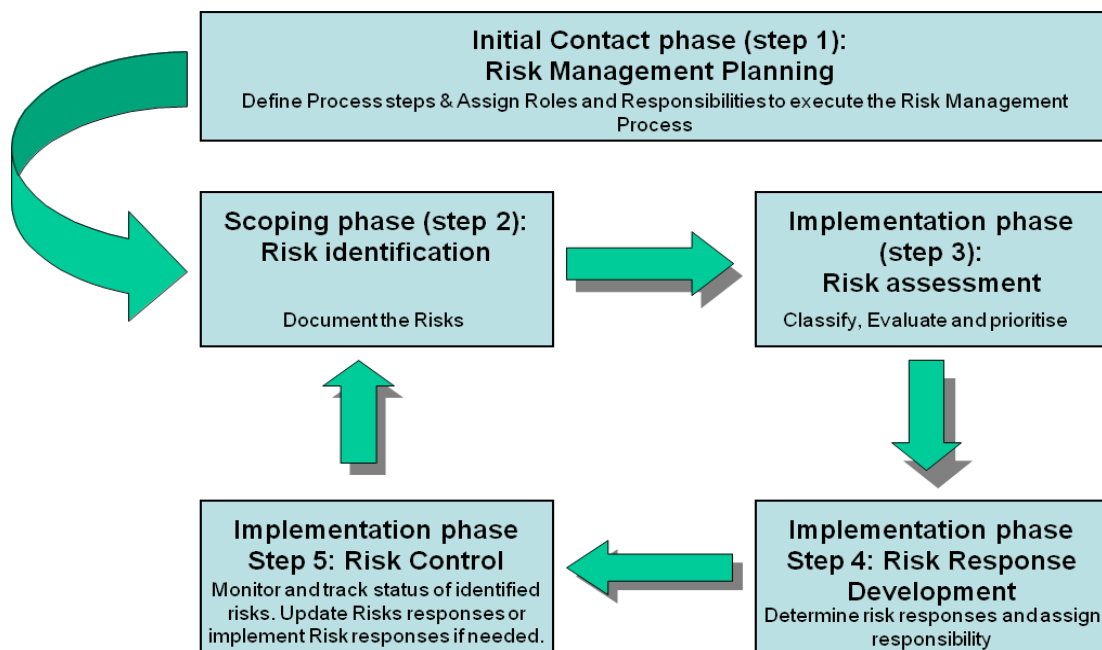 Initial Contact phase (step 1):
Risk Management Planning
Define Process steps & Assign Roles and Responsibilities to execute the Risk Management
Process
Scoping phase (step 2):
Risk identification
Document the Risks
Implementation phase
(step 3):
Risk assessment
Classify, Evaluate and prioritise
Implementation phase
Step 5: Risk Control
Monitor and track status of identified
risks. Update Risks responses or
implement Risk responses if needed.
Implementation phase
Step 4: Risk Response
Development
Determine risk responses and assign
responsibility